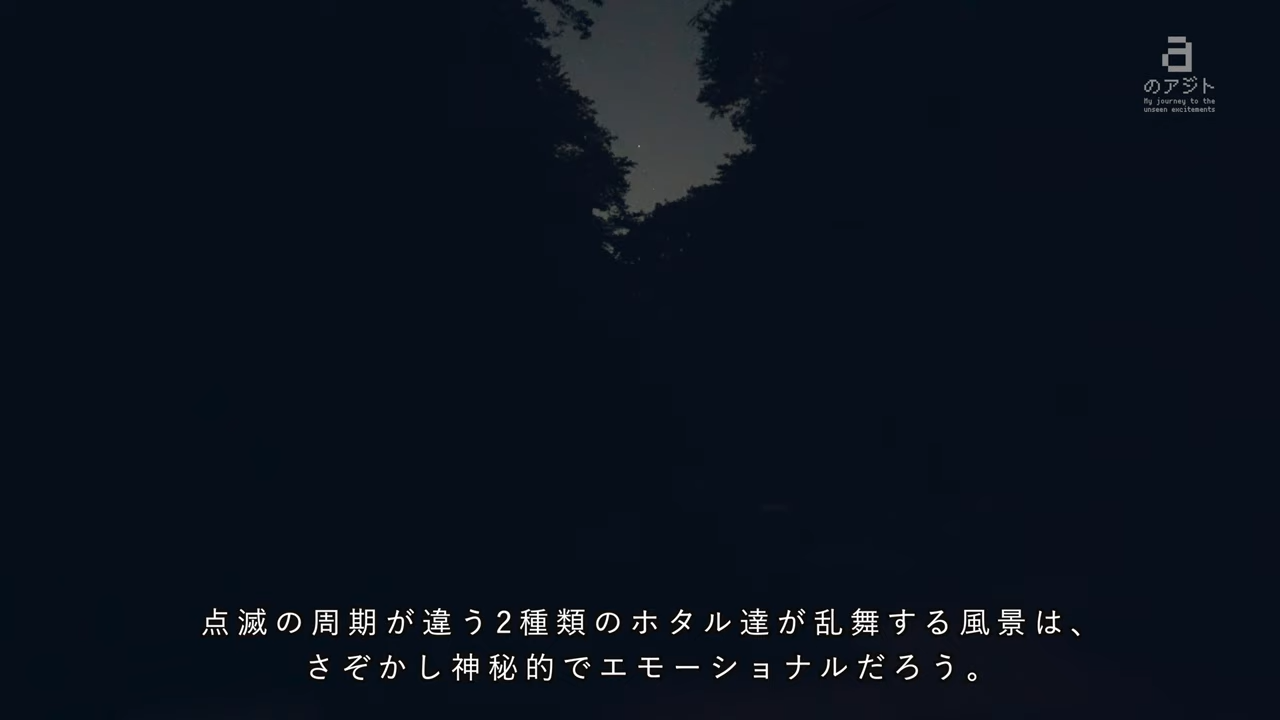 a
のアジト
My journey to the
unseen excitements
点滅の周期が違う2種類のホタル達が乱舞する風景は、
さぞかし神秘的でエモーショナルだろう。